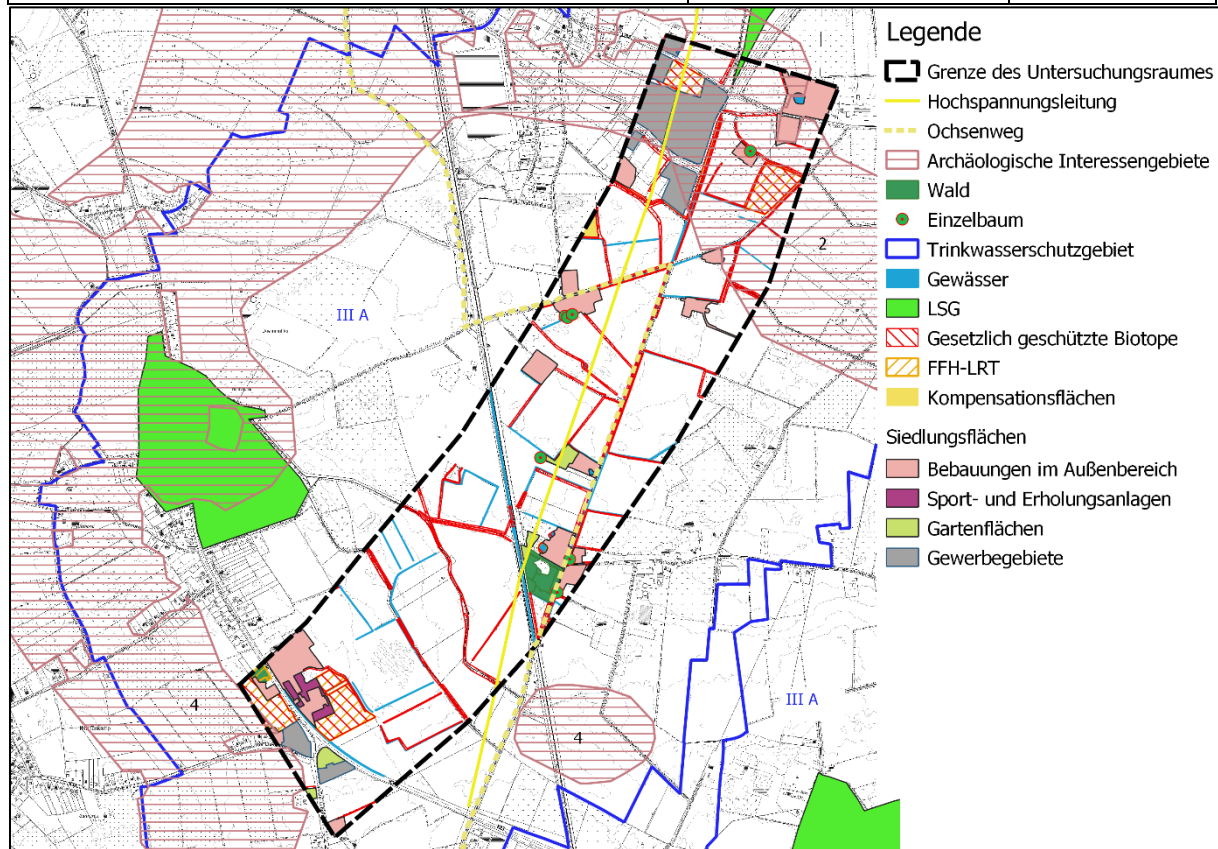 Legende
Grenze des Untersuchungsraumes
Hochspannungsleitung
Ochsenweg
Archäologische Interessengebiete
Wald
Einzelbaum
Trinkwasserschutzgebiet
Gewässer
LSG
Gesetzlich geschützte Biotope
FFH-LRT
Kompensationsflächen
Siedlungsflächen
Bebauungen im Außenbereich
Sport- und Erholungsanlagen
Gartenflächen
Gewerbegebiete
2
III A
4
4
III A